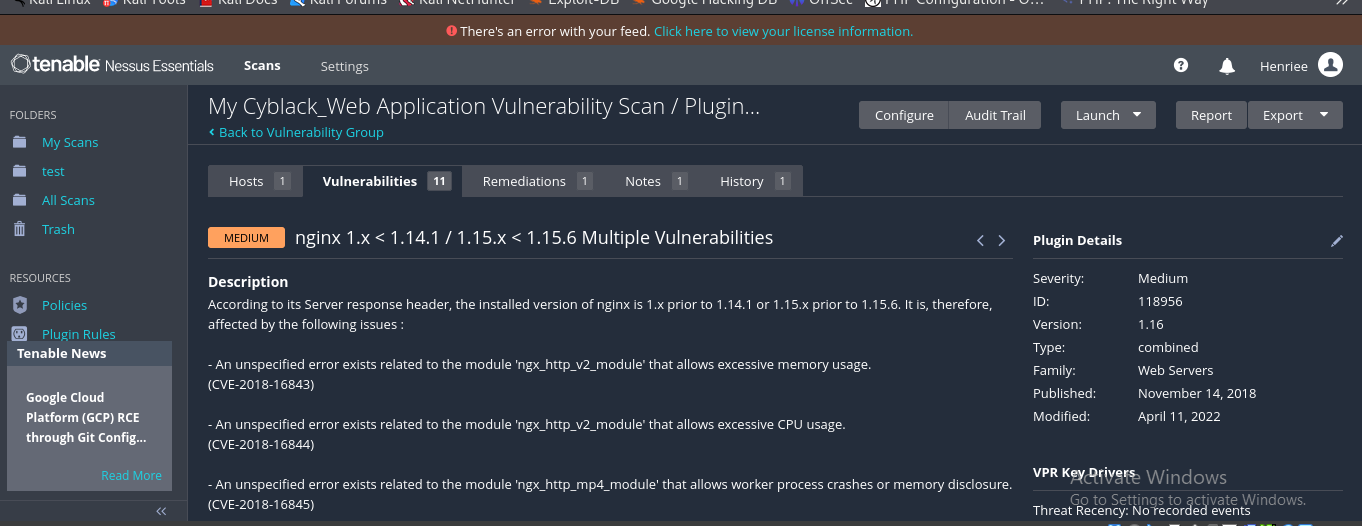 Kali Linux Kali Tools Kali Docs Kali Forums Kali NetHunter Exploit-DB Google Hacking DB OffSec PHP: The Right Way
There's an error with your feed. Click here to view your license information.
tenable Nessus Essentials
Scans
Settings
Henriee
FOLDERS
My Scans
test
All Scans
Trash
RESOURCES
Policies
Plugin Rules
Tenable News
Google Cloud
Platform (GCP) RCE
through Git Config...
Read More
My Cyblack_Web Application Vulnerability Scan / Plugin...
Back to Vulnerability Group
Configure
Audit Trail
Launch
Report
Export
Hosts 1
Vulnerabilities 11
Remediations 1
Notes 1
History 1
MEDIUM nginx 1.x < 1.14.1 / 1.15.x < 1.15.6 Multiple Vulnerabilities
Description
According to its Server response header, the installed version of nginx is 1.x prior to 1.14.1 or 1.15.x prior to 1.15.6. It is, therefore,
affected by the following issues :
- An unspecified error exists related to the module 'ngx_http_v2_module' that allows excessive memory usage.
(CVE-2018-16843)
- An unspecified error exists related to the module 'ngx_http_v2_module' that allows excessive CPU usage.
(CVE-2018-16844)
- An unspecified error exists related to the module 'ngx_http_mp4_module' that allows worker process crashes or memory disclosure.
(CVE-2018-16845)
Plugin Details
Severity: Medium
ID: 118956
Version: 1.16
Type: combined
Family: Web Servers
Published: November 14, 2018
Modified: April 11, 2022
VPR Key Drivers
Threat Recency: No recorded events
Activate Windows
Go to Settings to activate Windows.